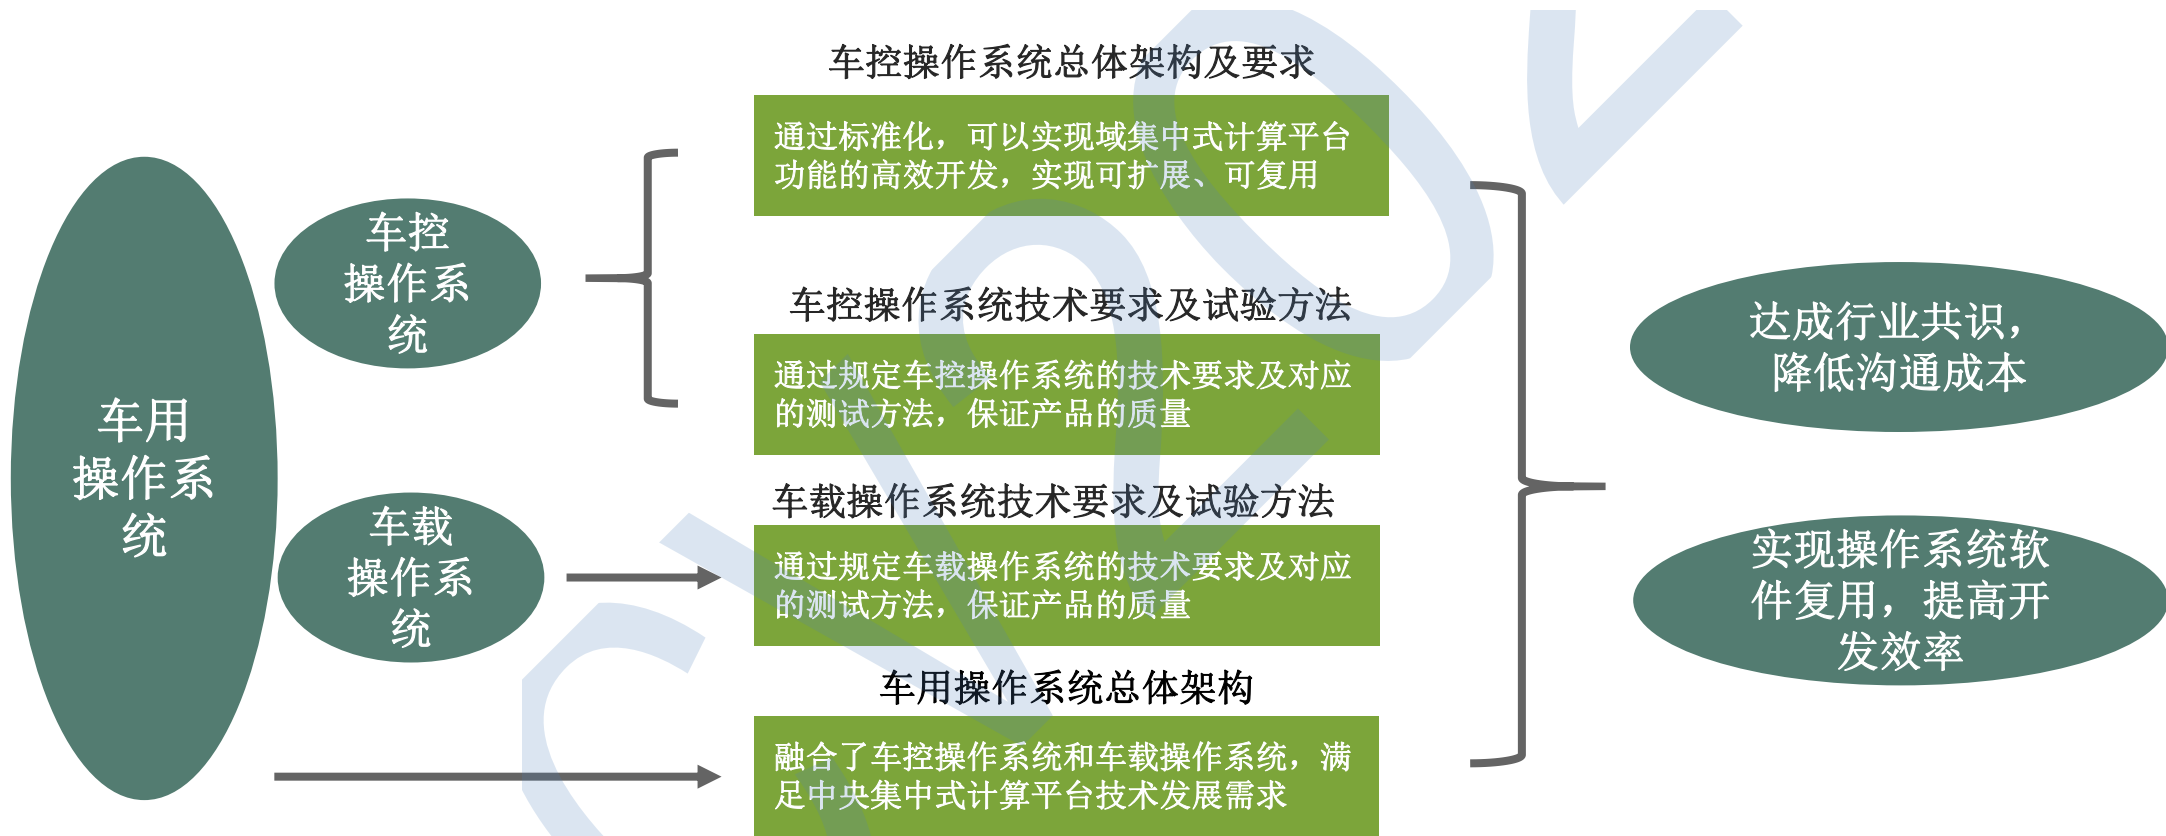 车用
操作系
统
车控
操作系
统
车载
操作系
统
车控操作系统总体架构及要求
通过标准化，可以实现域集中式计算平台
功能的高效开发，实现可扩展、可复用
车控操作系统技术要求及试验方法
通过规定车控操作系统的技术要求及对应
的测试方法，保证产品的质量
车载操作系统技术要求及试验方法
通过规定车载操作系统的技术要求及对应
的测试方法，保证产品的质量
车用操作系统总体架构
融合了车控操作系统和车载操作系统，满
足中央集中式计算平台技术发展需求
达成行业共识，
降低沟通成本
实现操作系统软
件复用，提高开
发效率